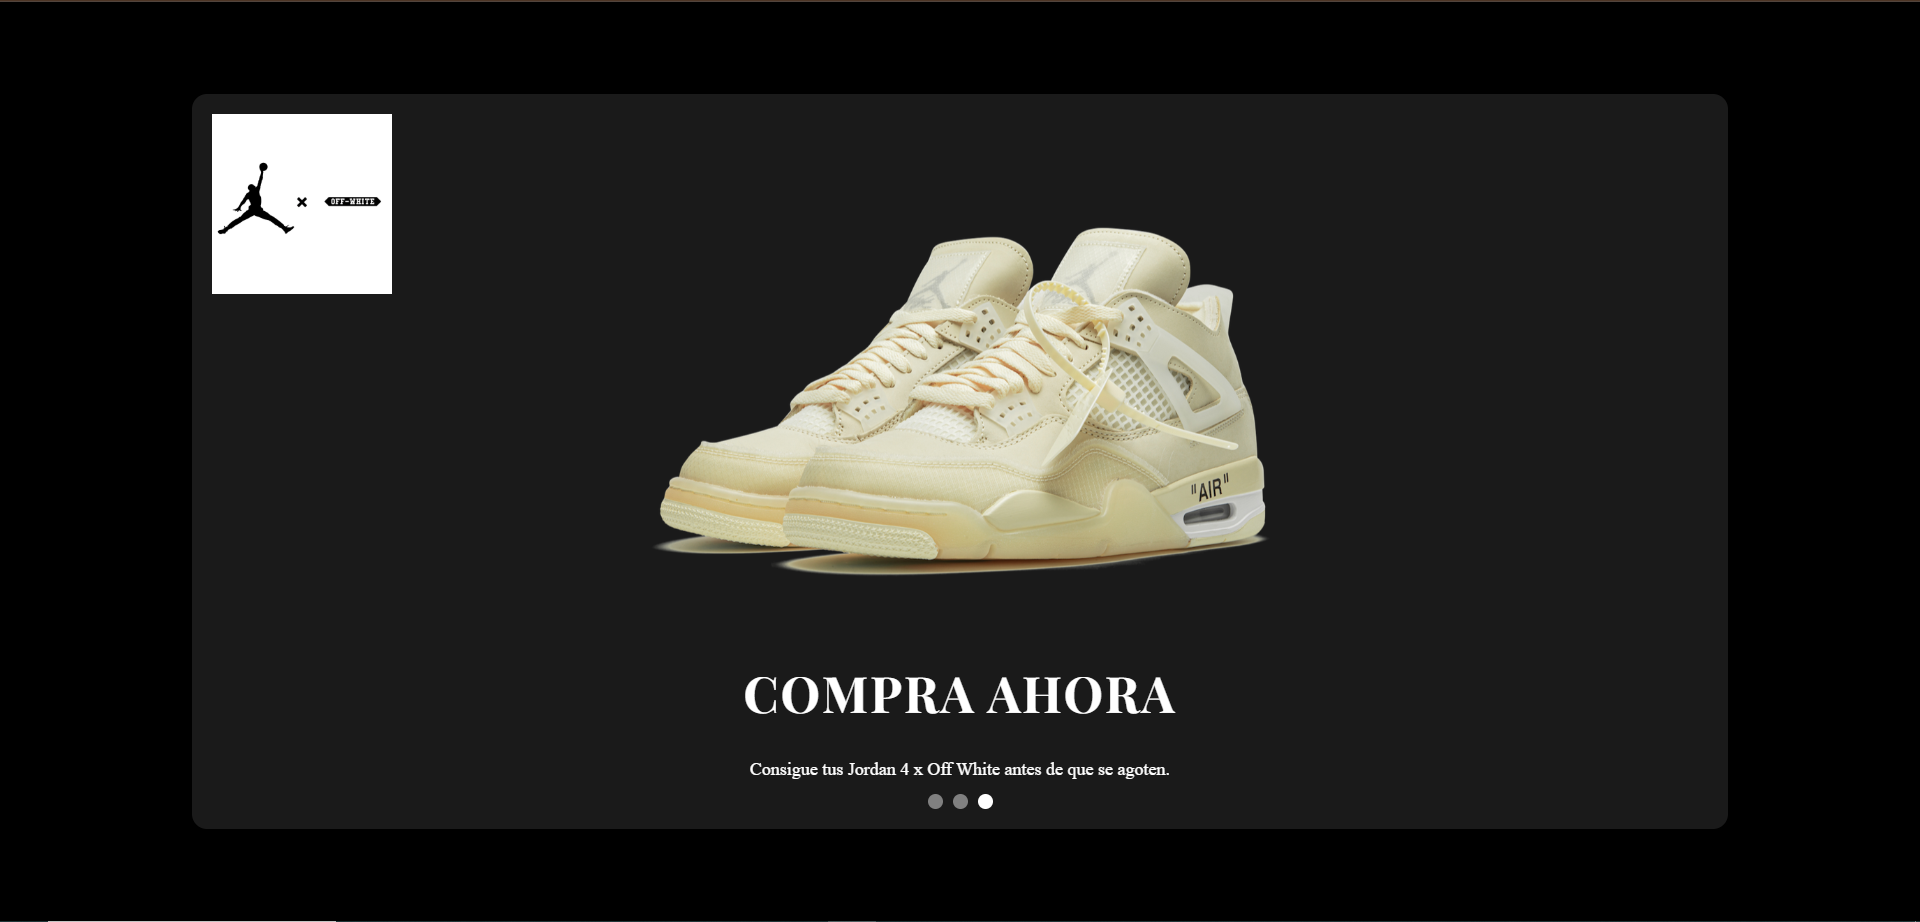 OFF-WHITE
"AIR"
COMPRA AHORA
Consigue tus Jordan 4 x Off White antes de que se agoten.